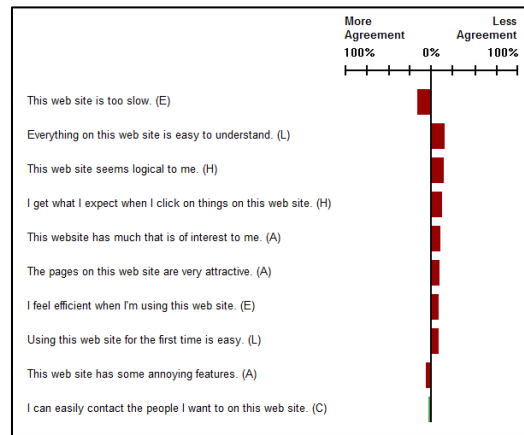 More Less
Agreement Agreement
100% 0% 100%
This web site is too slow. (E)
Everything on this web site is easy to understand. (L)
This web site seems logical to me. (H)
I get what I expect when I click on things on this web site. (H)
This website has much that is of interest to me. (A)
The pages on this web site are very attractive. (A)
I feel efficient when I'm using this web site. (E)
Using this web site for the first time is easy. (L)
This web site has some annoying features. (A)
I can easily contact the people I want to on this web site. (C)